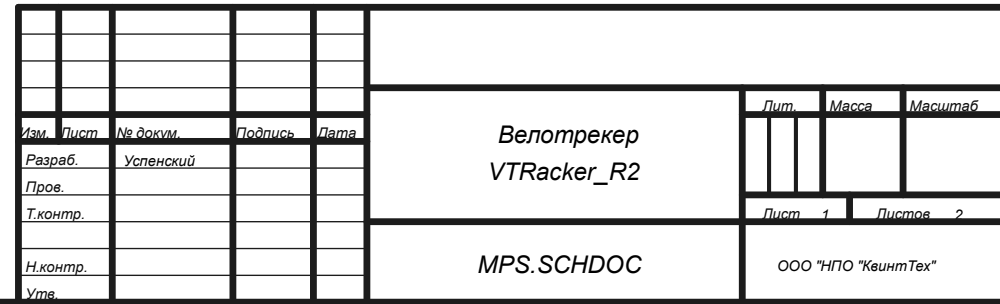 Лит. Масса Масштаб
Изм. Лист № докум. Подпись Дата
Велотрекер
VTRacker_R2
Разраб. Успенский
Пров.
Т.контр.
Лист 1 Листов 2
Н.контр.
MPS.SCHDOC
ООО "НПО "КвинтТех"
Утв.